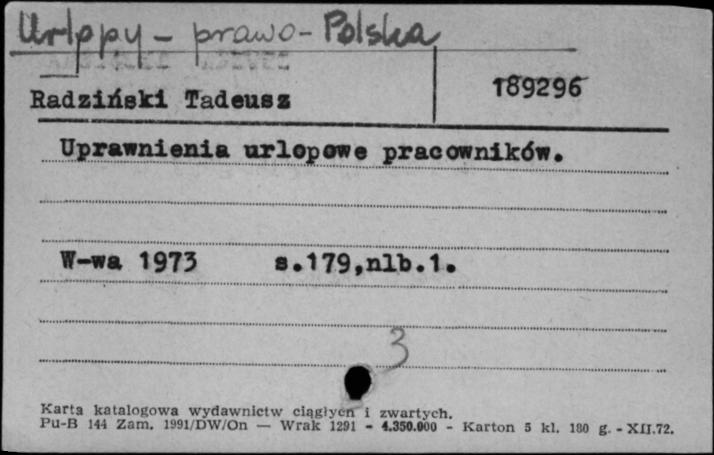 Urlopy - prawo - Polska
Radziński Tadeusz
189296
Uprawnienia urlopowe pracowników.
W-wa 1973 s.179,nlb.1.
3
Karta katalogowa wydawnictw ciągłych i zwartych.
Pu-B 144 Zam. 1991/DW/On — Wrak 1291 - 4.350.000 - Karton 5 kl. 180 g. - XII.72.